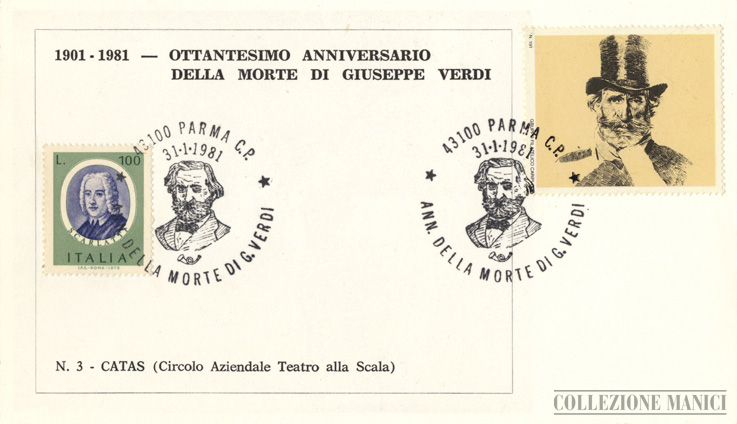 1901 - 1981 — OTTANTESIMO ANNIVERSARIO
DELLA MORTE DI GIUSEPPE VERDI
43100 PARMA C.P.
31-1-1981
DELLA MORTE DI G. VERDI
L. 100
SCARLATTI
ITALIA
43100 PARMA C.P.
31-1-1981
ANN. DELLA MORTE DI G. VERDI
N. 3 - CATAS (Circolo Aziendale Teatro alla Scala)
COLLEZIONE MANICI